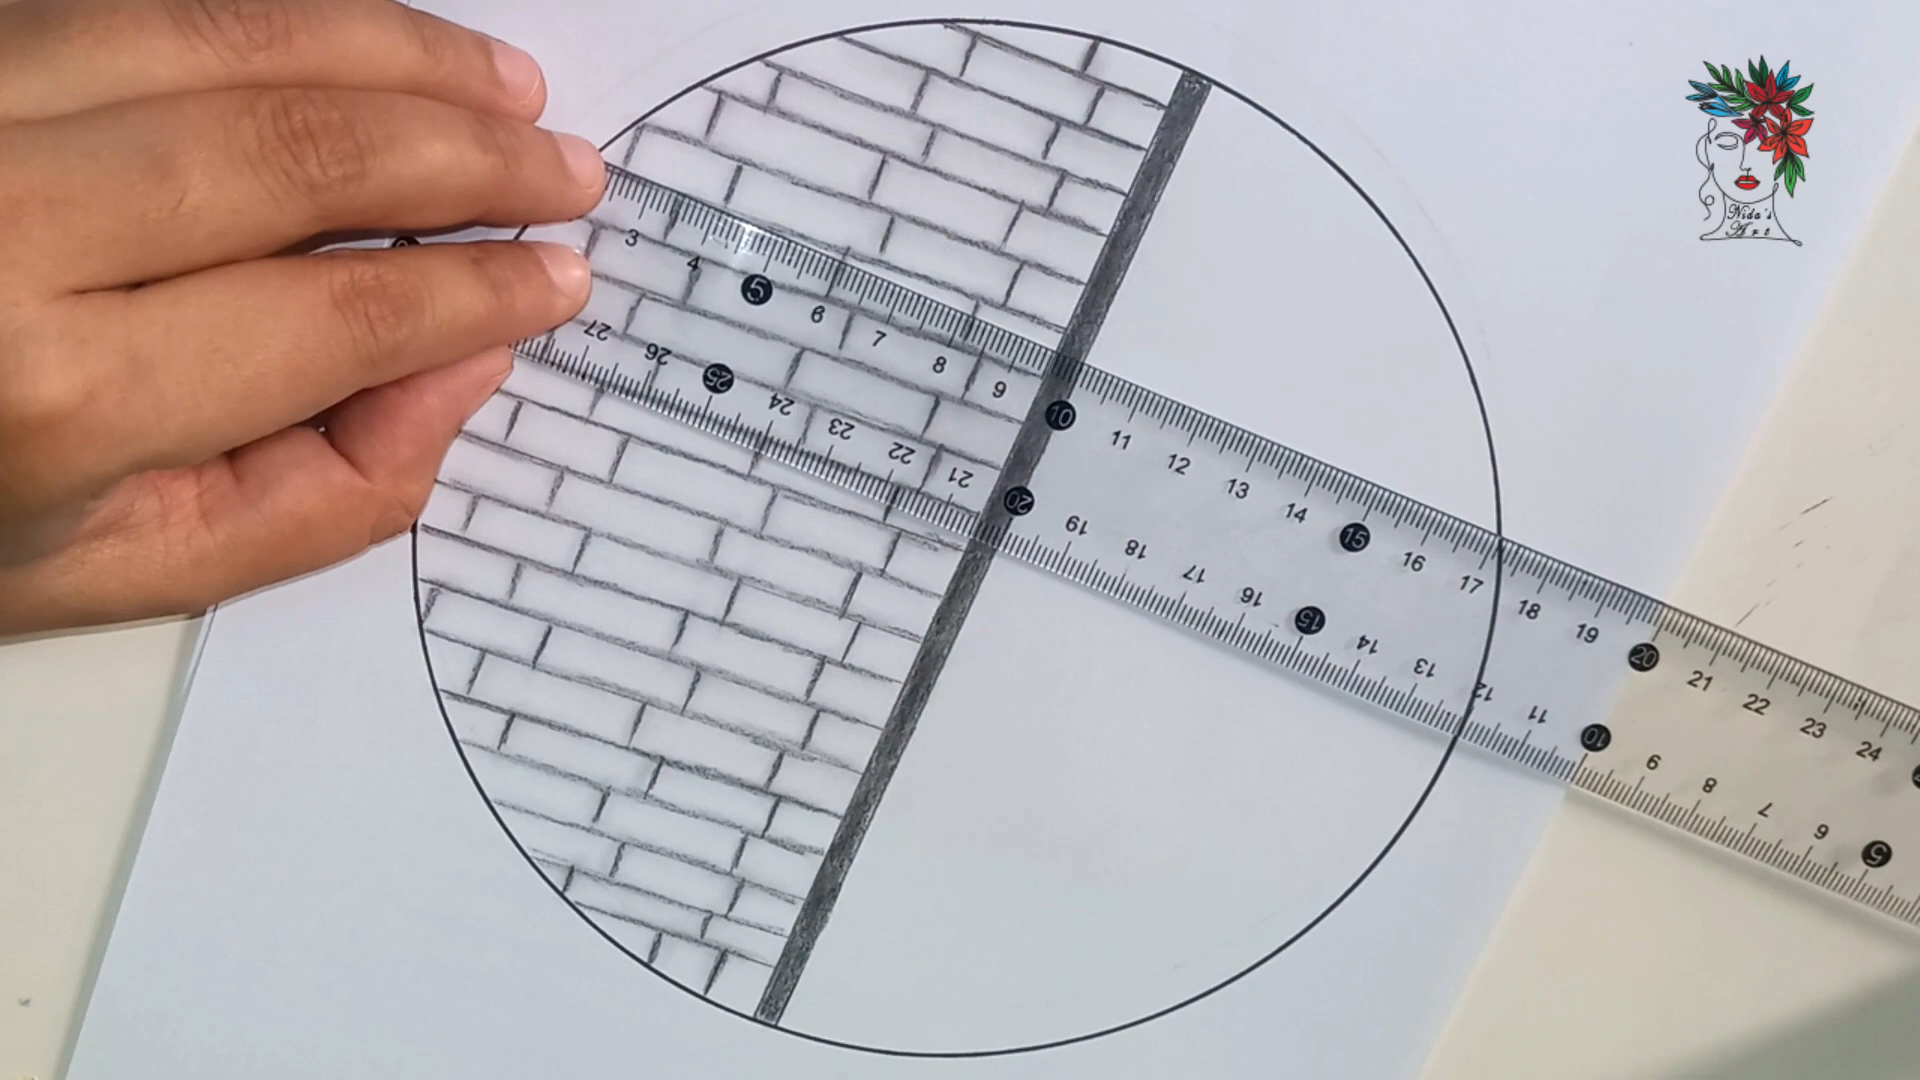 Nida's
Art
3 4 5 6 7 8 9 10 11 12 13 14 15 16 17 18 19 20 21 22 23 24
27 26 25 24 23 22 21 20 19 18 17 16 15 14 13 12 11 10 9 8 7 6 5